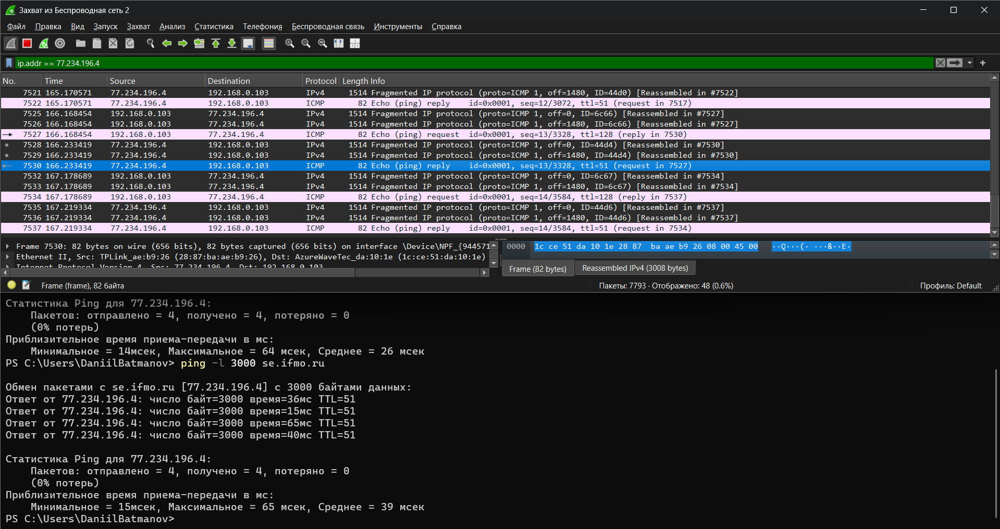 Захват из Беспроводная сеть 2
Файл Правка Вид Запуск Захват Анализ Статистика Телефония Беспроводная связь Инструменты Справка
ip.addr == 77.234.196.4
No. Time Source Destination Protocol Length Info
7521 165.170571 77.234.196.4 192.168.0.103 IPv4 1514 Fragmented IP protocol (proto=ICMP 1, off=1480, ID=44d0) [Reassembled in #7522]
7522 165.170571 77.234.196.4 192.168.0.103 ICMP 82 Echo (ping) reply id=0x0001, seq=12/3072, ttl=51 (request in 7517)
7525 166.168454 192.168.0.103 77.234.196.4 IPv4 1514 Fragmented IP protocol (proto=ICMP 1, off=0, ID=6c66) [Reassembled in #7527]
7526 166.168454 192.168.0.103 77.234.196.4 IPv4 1514 Fragmented IP protocol (proto=ICMP 1, off=1480, ID=6c66) [Reassembled in #7527]
7527 166.168454 192.168.0.103 77.234.196.4 ICMP 82 Echo (ping) request id=0x0001, seq=13/3328, ttl=128 (reply in 7530)
7528 166.233419 77.234.196.4 192.168.0.103 IPv4 1514 Fragmented IP protocol (proto=ICMP 1, off=0, ID=44d4) [Reassembled in #7530]
7529 166.233419 77.234.196.4 192.168.0.103 IPv4 1514 Fragmented IP protocol (proto=ICMP 1, off=1480, ID=44d4) [Reassembled in #7530]
7530 166.233419 77.234.196.4 192.168.0.103 ICMP 82 Echo (ping) reply id=0x0001, seq=13/3328, ttl=51 (request in 7527)
7532 167.178689 192.168.0.103 77.234.196.4 IPv4 1514 Fragmented IP protocol (proto=ICMP 1, off=0, ID=6c67) [Reassembled in #7534]
7533 167.178689 192.168.0.103 77.234.196.4 IPv4 1514 Fragmented IP protocol (proto=ICMP 1, off=1480, ID=6c67) [Reassembled in #7534]
7534 167.178689 192.168.0.103 77.234.196.4 ICMP 82 Echo (ping) request id=0x0001, seq=14/3584, ttl=128 (reply in 7537)
7535 167.219334 77.234.196.4 192.168.0.103 IPv4 1514 Fragmented IP protocol (proto=ICMP 1, off=0, ID=44d6) [Reassembled in #7537]
7536 167.219334 77.234.196.4 192.168.0.103 IPv4 1514 Fragmented IP protocol (proto=ICMP 1, off=1480, ID=44d6) [Reassembled in #7537]
7537 167.219334 77.234.196.4 192.168.0.103 ICMP 82 Echo (ping) reply id=0x0001, seq=14/3584, ttl=51 (request in 7534)
Frame 7530: 82 bytes on wire (656 bits), 82 bytes captured (656 bits) on interface \Device\NPF_{944571
Ethernet II, Src: TPLink_ae:b9:26 (28:87:ba:ae:b9:26), Dst: AzureWaveTec_da:10:1e (1c:ce:51:da:10:1e)
Internet Protocol Version 4, Src: 77.234.196.4, Dst: 192.168.0.103
0000 1c ce 51 da 10 1e 28 87 ba ae b9 26 08 00 45 00 ··Q···(· ···&··E·
Frame (82 bytes) Reassembled IPv4 (3008 bytes)
Frame (frame), 82 байта Пакеты: 7793 · Отображено: 48 (0.6%) Профиль: Default
Статистика Ping для 77.234.196.4:
Пакетов: отправлено = 4, получено = 4, потеряно = 0
(0% потерь)
Приблизительное время приема-передачи в мс:
Минимальное = 14мсек, Максимальное = 64 мсек, Среднее = 26 мсек
PS C:\Users\DaniilBatmanov> ping -l 3000 se.ifmo.ru
Обмен пакетами с se.ifmo.ru [77.234.196.4] с 3000 байтами данных:
Ответ от 77.234.196.4: число байт=3000 время=36мс TTL=51
Ответ от 77.234.196.4: число байт=3000 время=15мс TTL=51
Ответ от 77.234.196.4: число байт=3000 время=65мс TTL=51
Ответ от 77.234.196.4: число байт=3000 время=40мс TTL=51
Статистика Ping для 77.234.196.4:
Пакетов: отправлено = 4, получено = 4, потеряно = 0
(0% потерь)
Приблизительное время приема-передачи в мс:
Минимальное = 15мсек, Максимальное = 65 мсек, Среднее = 39 мсек
PS C:\Users\DaniilBatmanov>